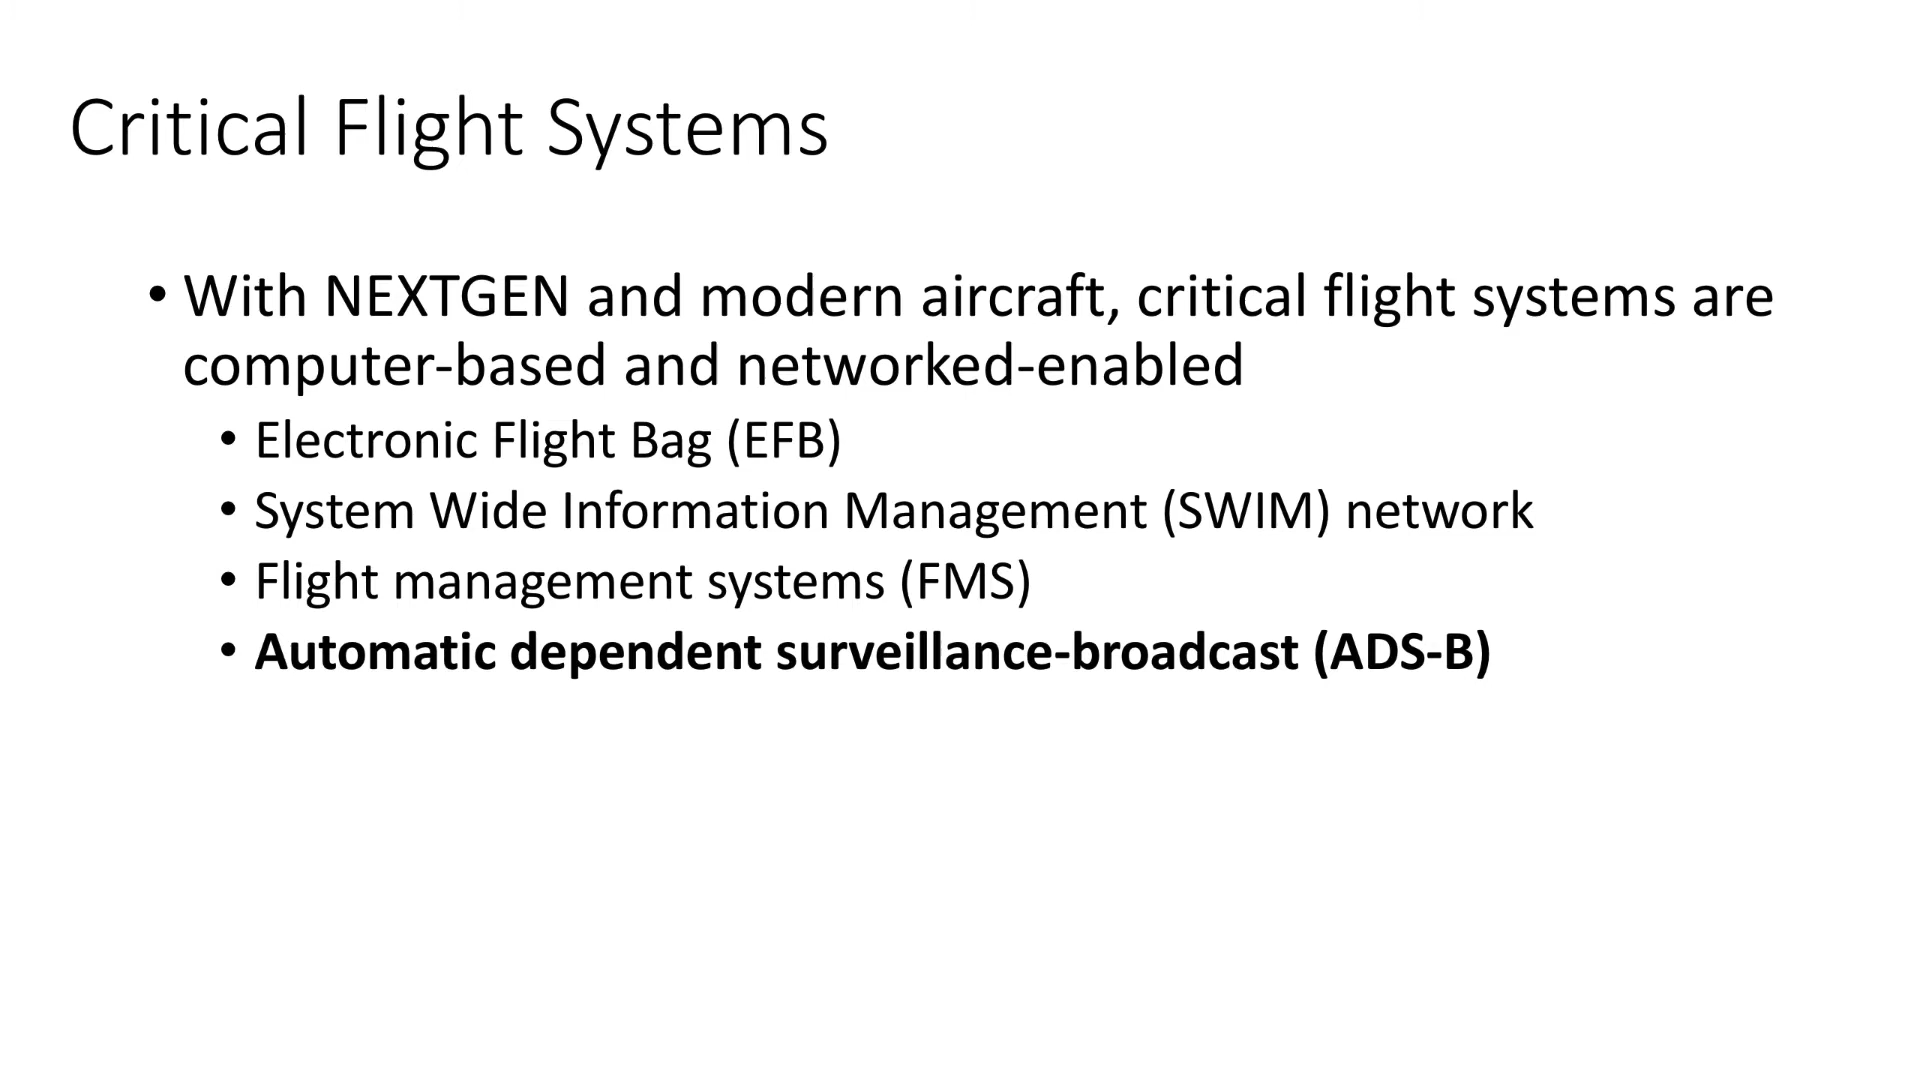 Critical Flight Systems
• With NEXTGEN and modern aircraft, critical flight systems are
computer-based and networked-enabled
• Electronic Flight Bag (EFB)
• System Wide Information Management (SWIM) network
• Flight management systems (FMS)
• Automatic dependent surveillance-broadcast (ADS-B)